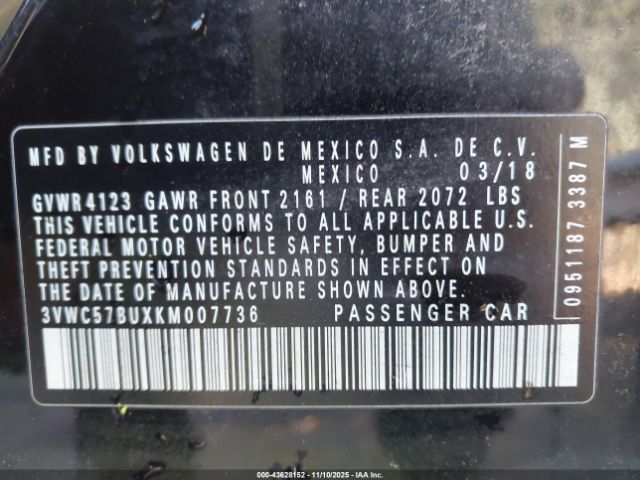 MFD BY VOLKSWAGEN DE MEXICO S.A. DE C.V.
MEXICO 03/18
GVWR 4123 GAWR FRONT 2161 / REAR 2072 LBS
THIS VEHICLE CONFORMS TO ALL APPLICABLE U.S.
FEDERAL MOTOR VEHICLE SAFETY, BUMPER AND
THEFT PREVENTION STANDARDS IN EFFECT ON
THE DATE OF MANUFACTURE SHOWN ABOVE.
3VWC57BUXKM007736 PASSENGER CAR
0951187 3387 M
000-43628152 - 11/10/2025 - IAA Inc.